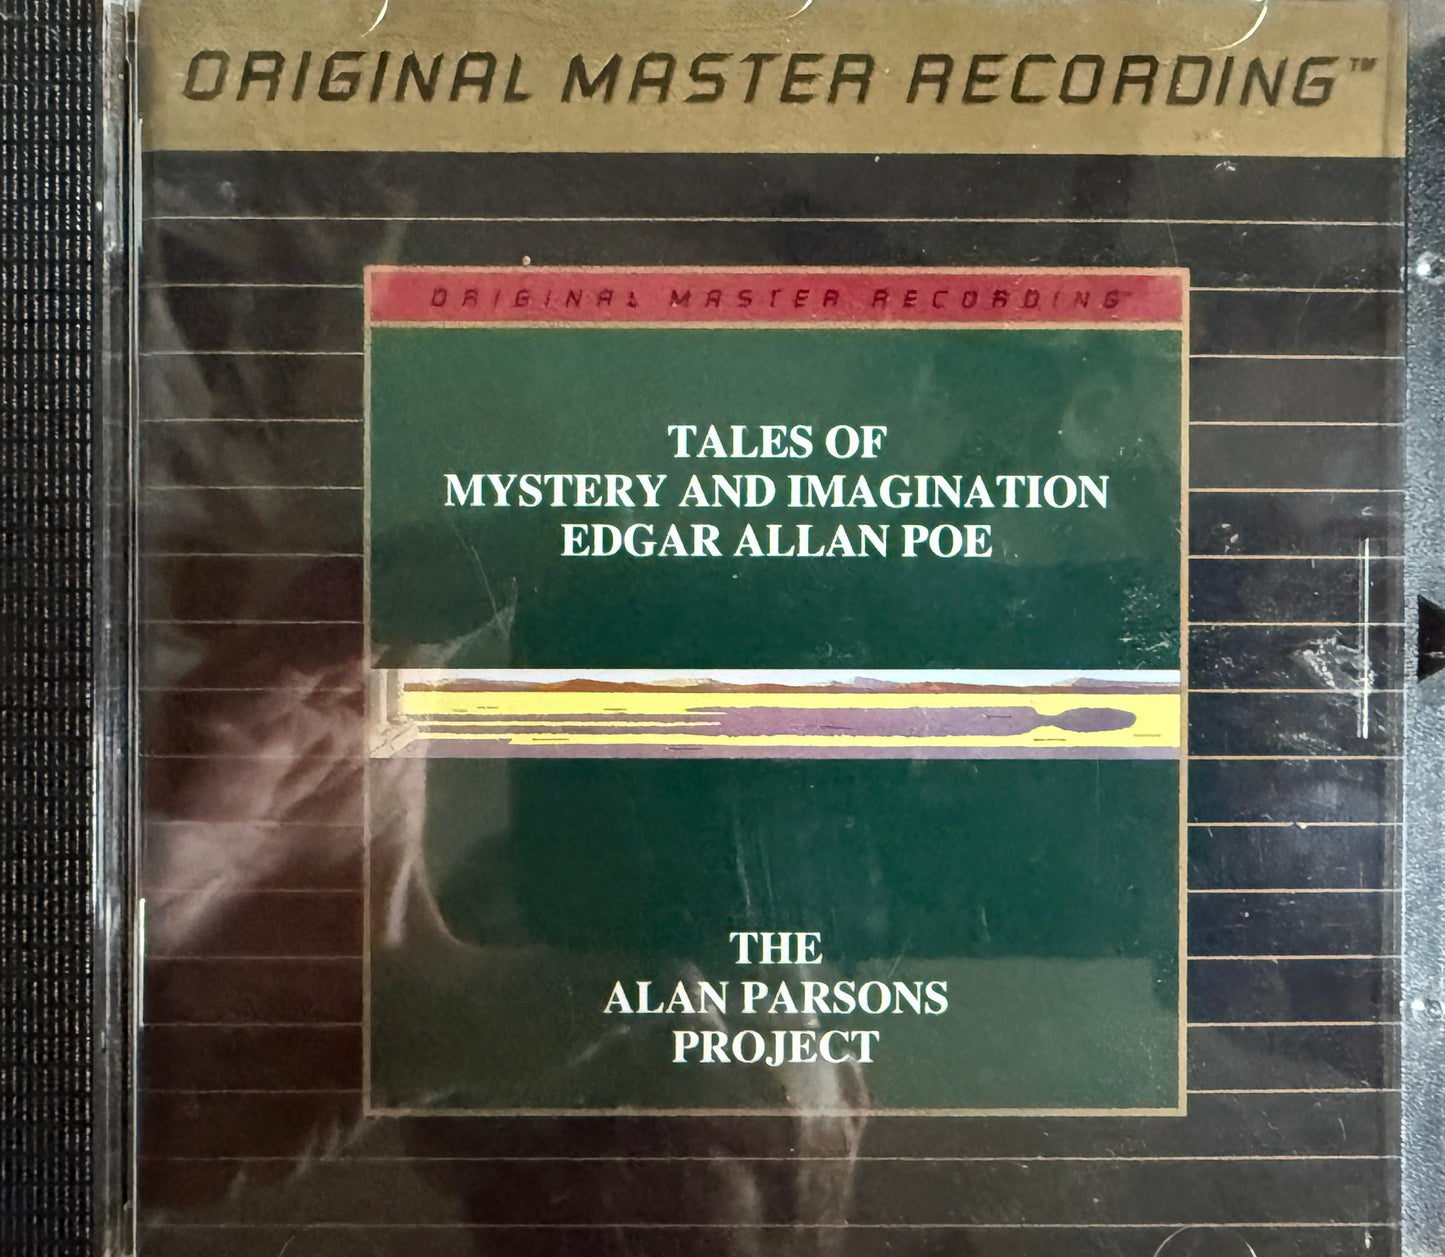 ORIGINAL MASTER RECORDING™
ORIGINAL MASTER RECORDING™
TALES OF
MYSTERY AND IMAGINATION
EDGAR ALLAN POE
THE
ALAN PARSONS
PROJECT